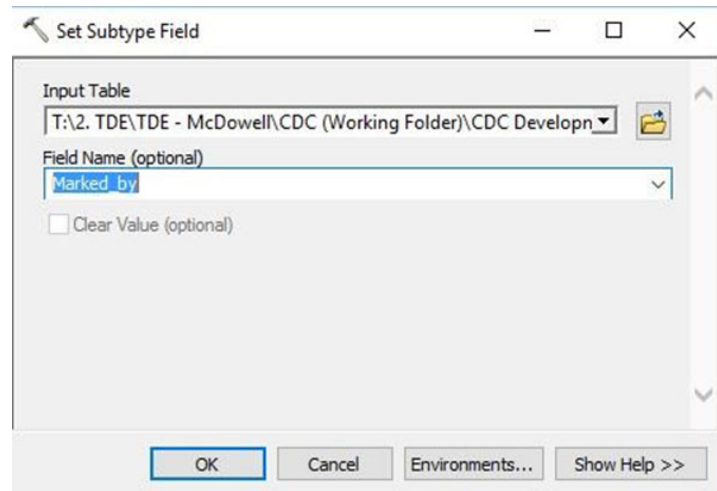 Set Subtype Field
Input Table
T:\2. TDE\TDE - McDowell\CDC (Working Folder)\CDC Developn
Field Name (optional)
Marked_by
Clear Value (optional)
OK Cancel Environments... Show Help >>